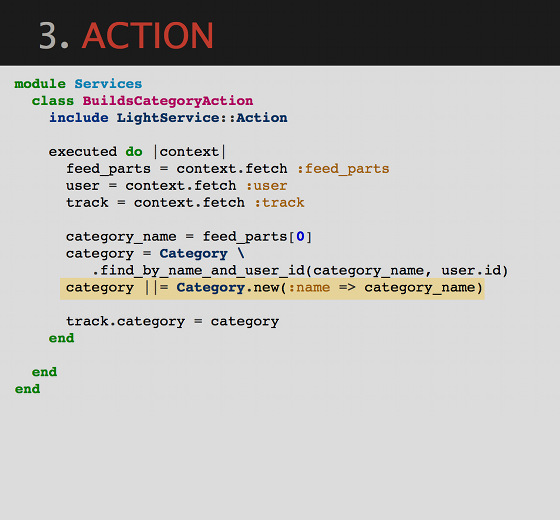 3. ACTION
module Services
class BuildsCategoryAction
include LightService::Action
executed do |context|
feed_parts = context.fetch :feed_parts
user = context.fetch :user
track = context.fetch :track
category_name = feed_parts[0]
category = Category \
.find_by_name_and_user_id(category_name, user.id)
category ||= Category.new(:name => category_name)
track.category = category
end
end
end